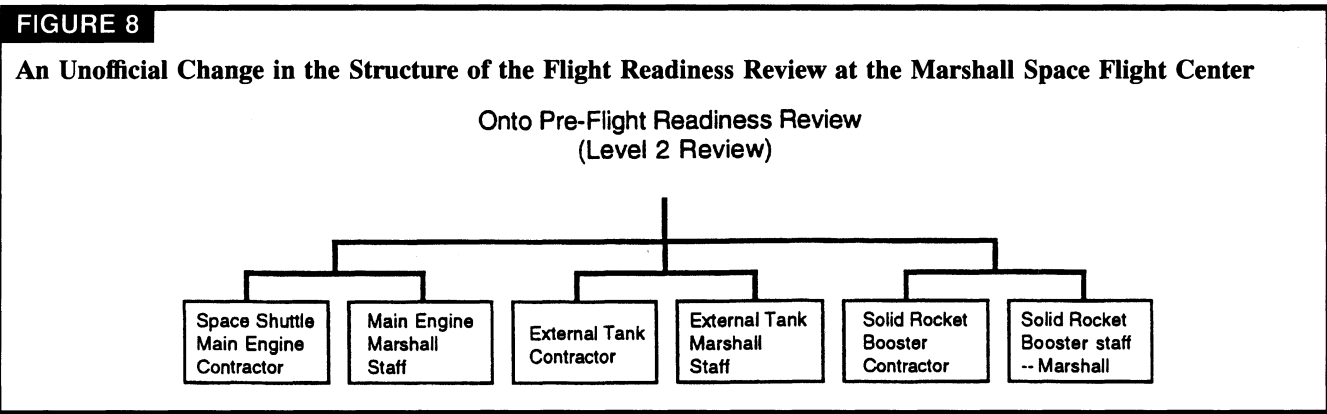 FIGURE 8
An Unofficial Change in the Structure of the Flight Readiness Review at the Marshall Space Flight Center
Onto Pre-Flight Readiness Review
(Level 2 Review)
Space Shuttle
Main Engine
Contractor
Main Engine
Marshall
Staff
External Tank
Contractor
External Tank
Marshall
Staff
Solid Rocket
Booster
Contractor
Solid Rocket
Booster staff
-- Marshall